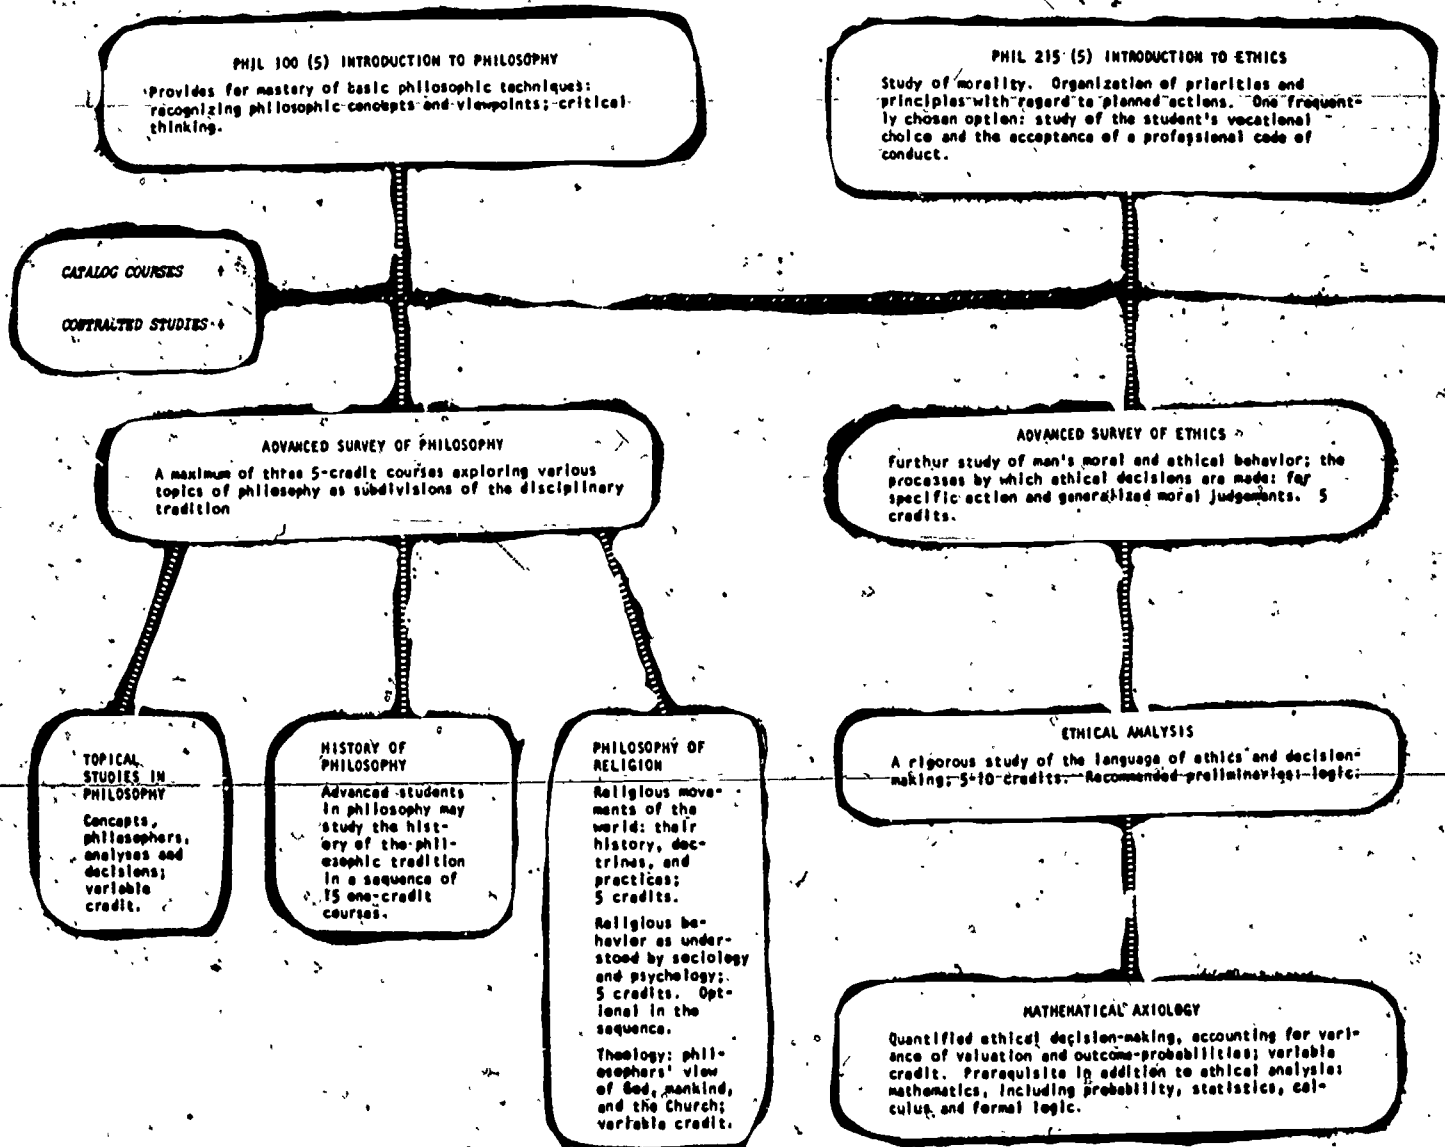 PHIL 100 (5) INTRODUCTION TO PHILOSOPHY
Provides for mastery of basic philosophic techniques:
recognizing philosophic concepts and viewpoints; critical
thinking.
PHIL 215 (5) INTRODUCTION TO ETHICS
Study of morality. Organization of priorities and
principles with regard to planned actions. One frequent-
ly chosen option: study of the student's vocational
choice and the acceptance of a professional code of
conduct.
CATALOG COURSES +
CONTRACTED STUDIES +
ADVANCED SURVEY OF PHILOSOPHY
A maximum of three 5-credit courses exploring various
topics of philosophy as subdivisions of the disciplinary
tradition
ADVANCED SURVEY OF ETHICS
Furthur study of man's moral and ethical behavior; the
processes by which ethical decisions are made: for
specific action and generalized moral judgements. 5
credits.
TOPICAL
STUDIES IN
PHILOSOPHY
Concepts,
philosophers,
analyses and
decisions;
variable
credit.
HISTORY OF
PHILOSOPHY
Advanced students
in philosophy may
study the hist-
ory of the phil-
osophic tradition
in a sequence of
15 one-credit
courses.
PHILOSOPHY OF
RELIGION
Religious move-
ments of the
world: their
history, doc-
trines, and
practices;
5 credits.
Religious be-
havior as under-
stood by sociology
and psychology;
5 credits. Opt-
ional in the
sequence.
Theology: phil-
osophers' view
of God, mankind,
and the Church;
variable credit.
ETHICAL ANALYSIS
A rigorous study of the language of ethics and decision-
making; 5-10 credits. Recommended preliminaries: logic.
MATHEMATICAL AXIOLOGY
Quantified ethical decision-making, accounting for vari-
ance of valuation and outcome-probabilities; variable
credit. Prerequisite in addition to ethical analysis:
mathematics, including probability, statistics, cal-
culus and formal logic.